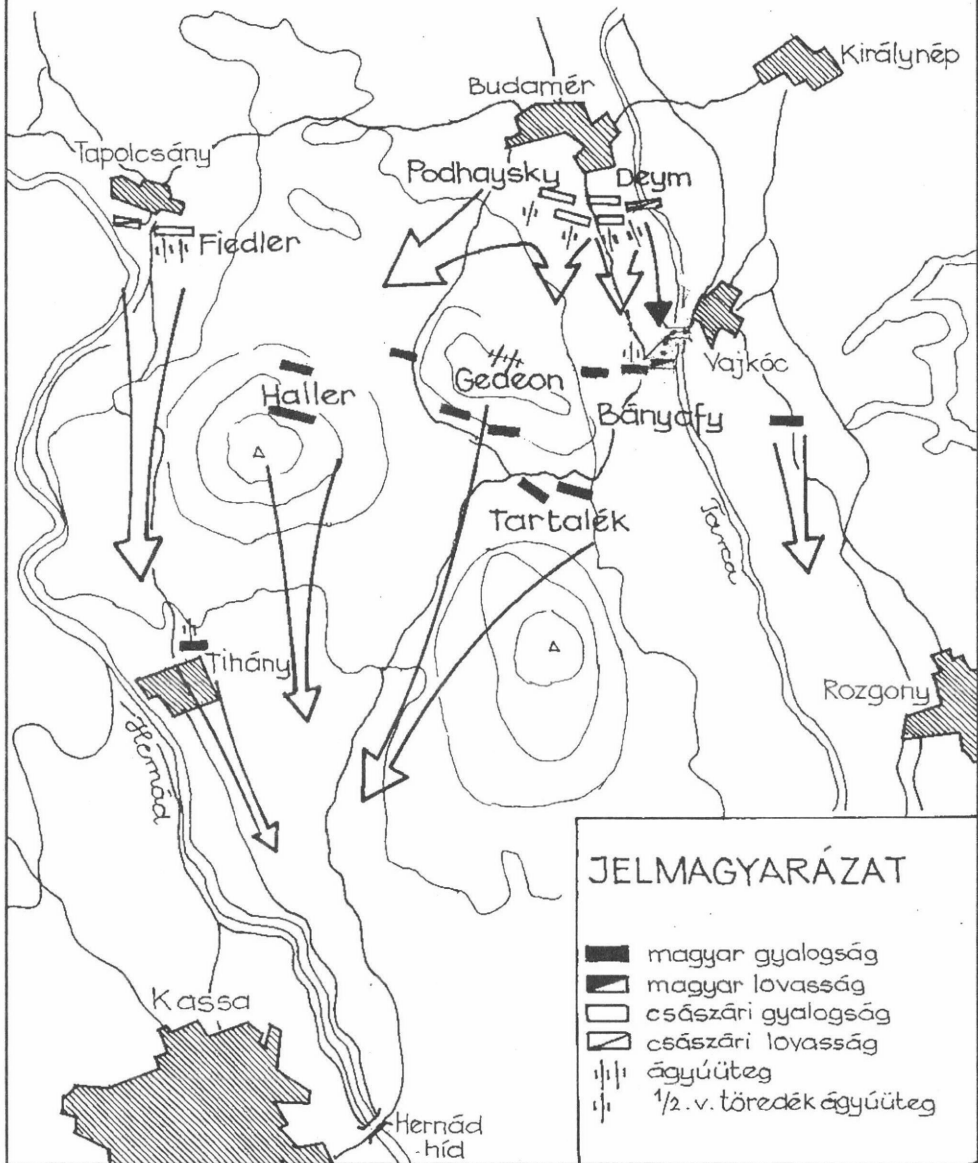 Királynép
Budamér
Tapolcsány
Podhaysky
Deym
Fiedler
Vajkóc
Haller
Gedeon
Bányafy
Tartalék
Tarca
Tihány
Rozgony
Hernád
JELMAGYARÁZAT
magyar gyalogság
magyar lovasság
császári gyalogság
császári lovasság
ágyúüteg
1/2. v. töredék ágyúüteg
Kassa
Hernád
-híd